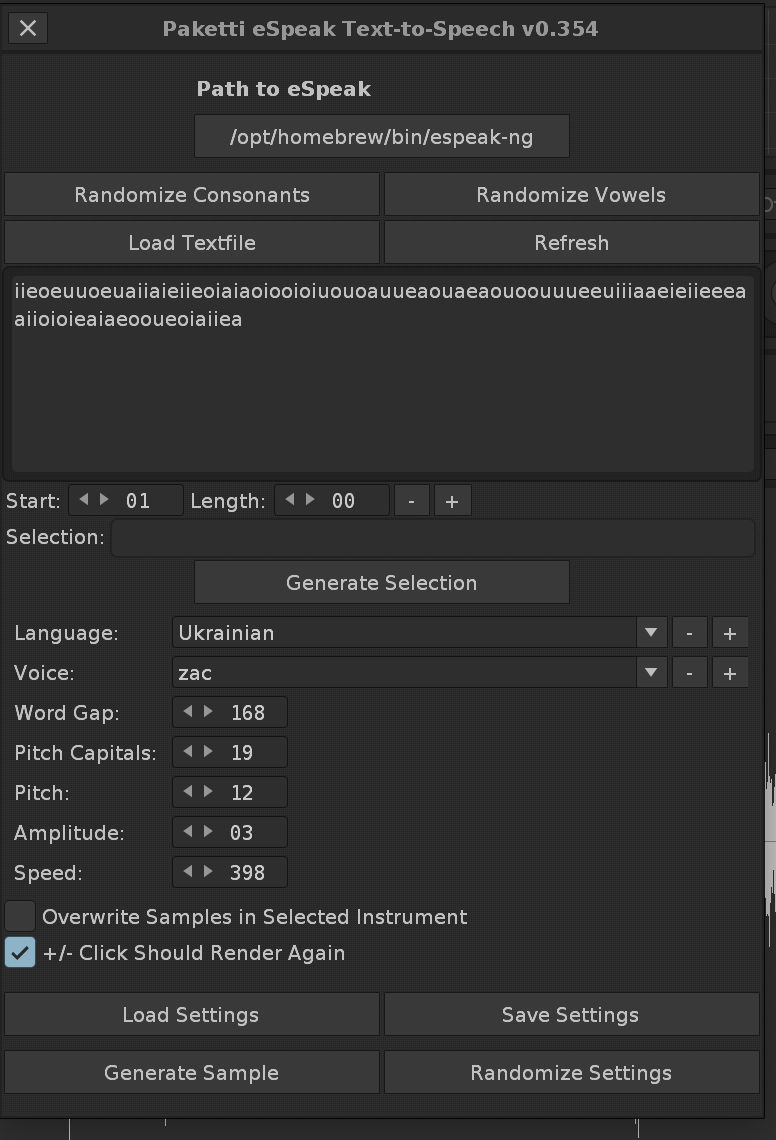 Paketti eSpeak Text-to-Speech v0.354
Path to eSpeak
/opt/homebrew/bin/espeak-ng
Randomize Consonants Randomize Vowels
Load Textfile Refresh
iieoeuuoeuaiiaieiieoiaiaoiooioiuouoauueaouaeaouoouuueeuiiiaaeieiieeea
aiioioieaiaeooueoiaiiea
Start: 01 Length: 00 - +
Selection:
Generate Selection
Language: Ukrainian - +
Voice: zac - +
Word Gap: 168
Pitch Capitals: 19
Pitch: 12
Amplitude: 03
Speed: 398
Overwrite Samples in Selected Instrument
+/- Click Should Render Again
Load Settings Save Settings
Generate Sample Randomize Settings